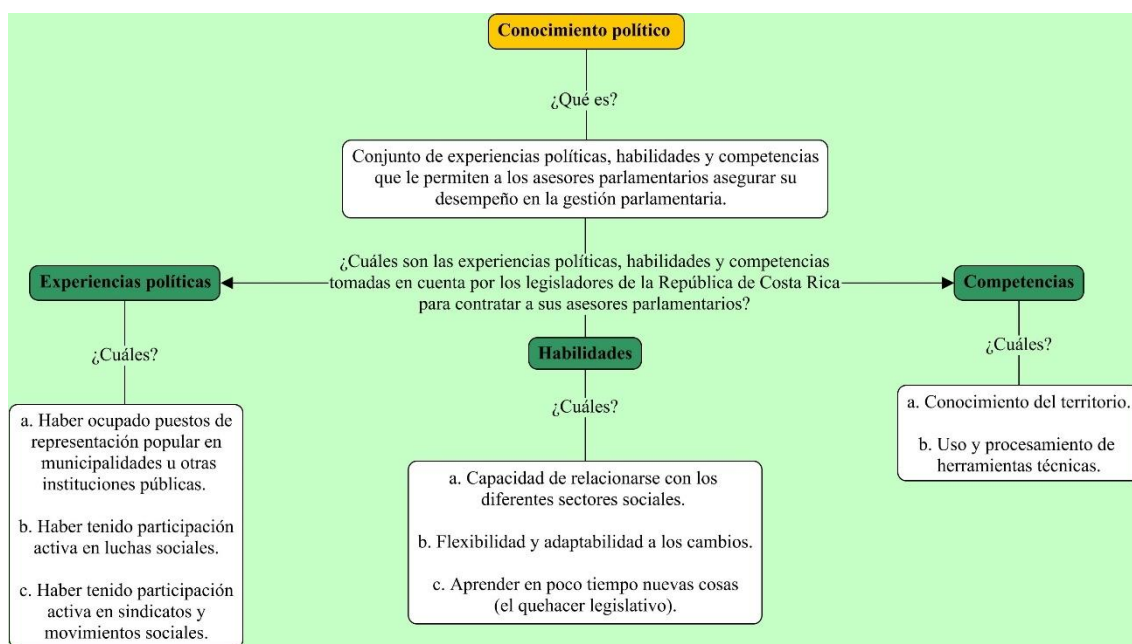 Conocimiento político
¿Qué es?
Conjunto de experiencias políticas, habilidades y competencias
que le permiten a los asesores parlamentarios asegurar su
desempeño en la gestión parlamentaria.
¿Cuáles son las experiencias políticas, habilidades y competencias
tomadas en cuenta por los legisladores de la República de Costa Rica
para contratar a sus asesores parlamentarios?
Experiencias políticas
¿Cuáles?
a. Haber ocupado puestos de
representación popular en
municipalidades u otras
instituciones públicas.
b. Haber tenido participación
activa en luchas sociales.
c. Haber tenido participación
activa en sindicatos y
movimientos sociales.
Habilidades
¿Cuáles?
a. Capacidad de relacionarse con los
diferentes sectores sociales.
b. Flexibilidad y adaptabilidad a los cambios.
c. Aprender en poco tiempo nuevas cosas
(el quehacer legislativo).
Competencias
¿Cuáles?
a. Conocimiento del territorio.
b. Uso y procesamiento de
herramientas técnicas.